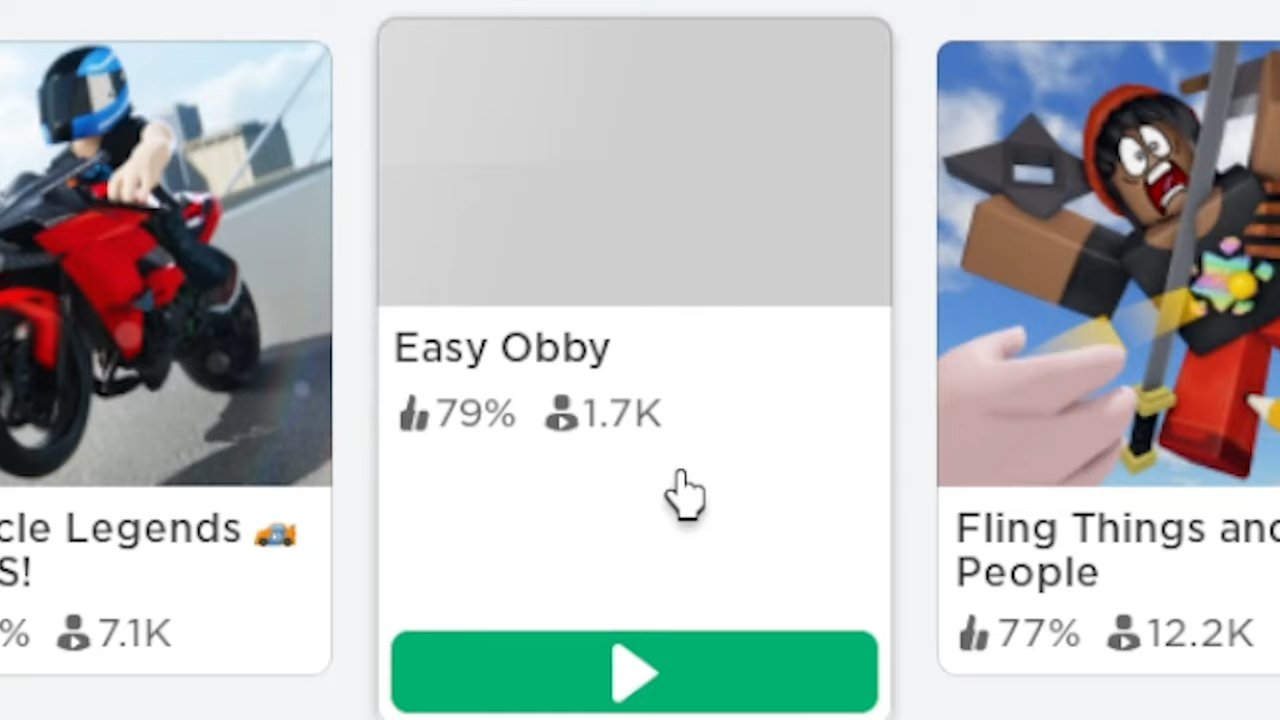 cle Legends
S!
% 7.1K
Easy Obby
79% 1.7K
Fling Things and
People
77% 12.2K